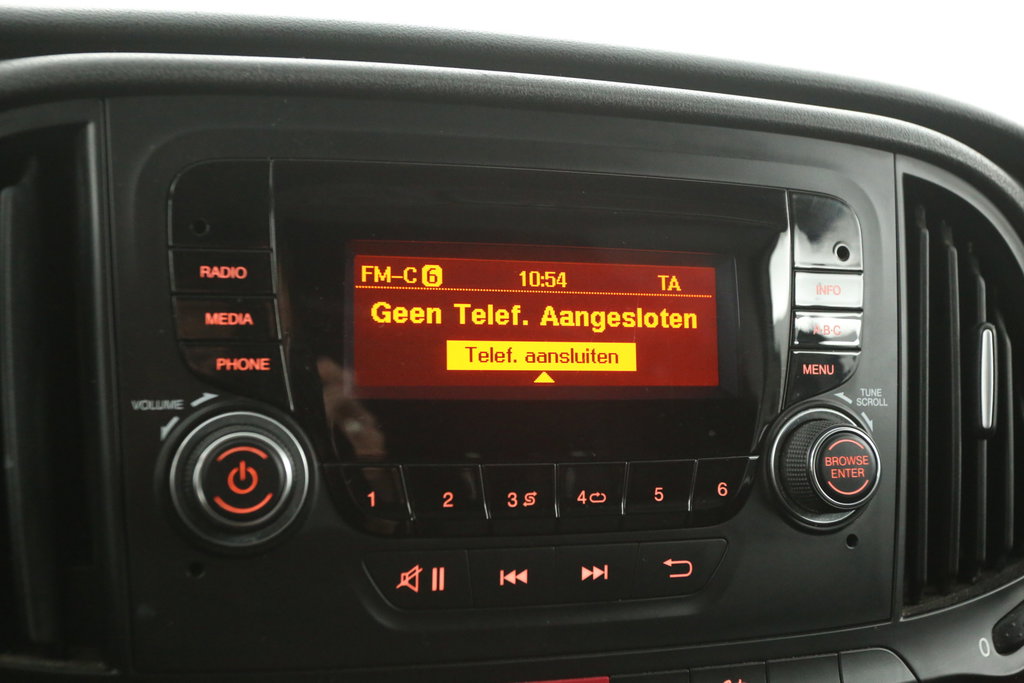 FM-C 6 10:54 TA
Geen Telef. Aangesloten
Telef. aansluiten
RADIO
MEDIA
PHONE
VOLUME
INFO
A·B·C
MENU
TUNE
SCROLL
BROWSE
ENTER
1 2 3 4 5 6
0